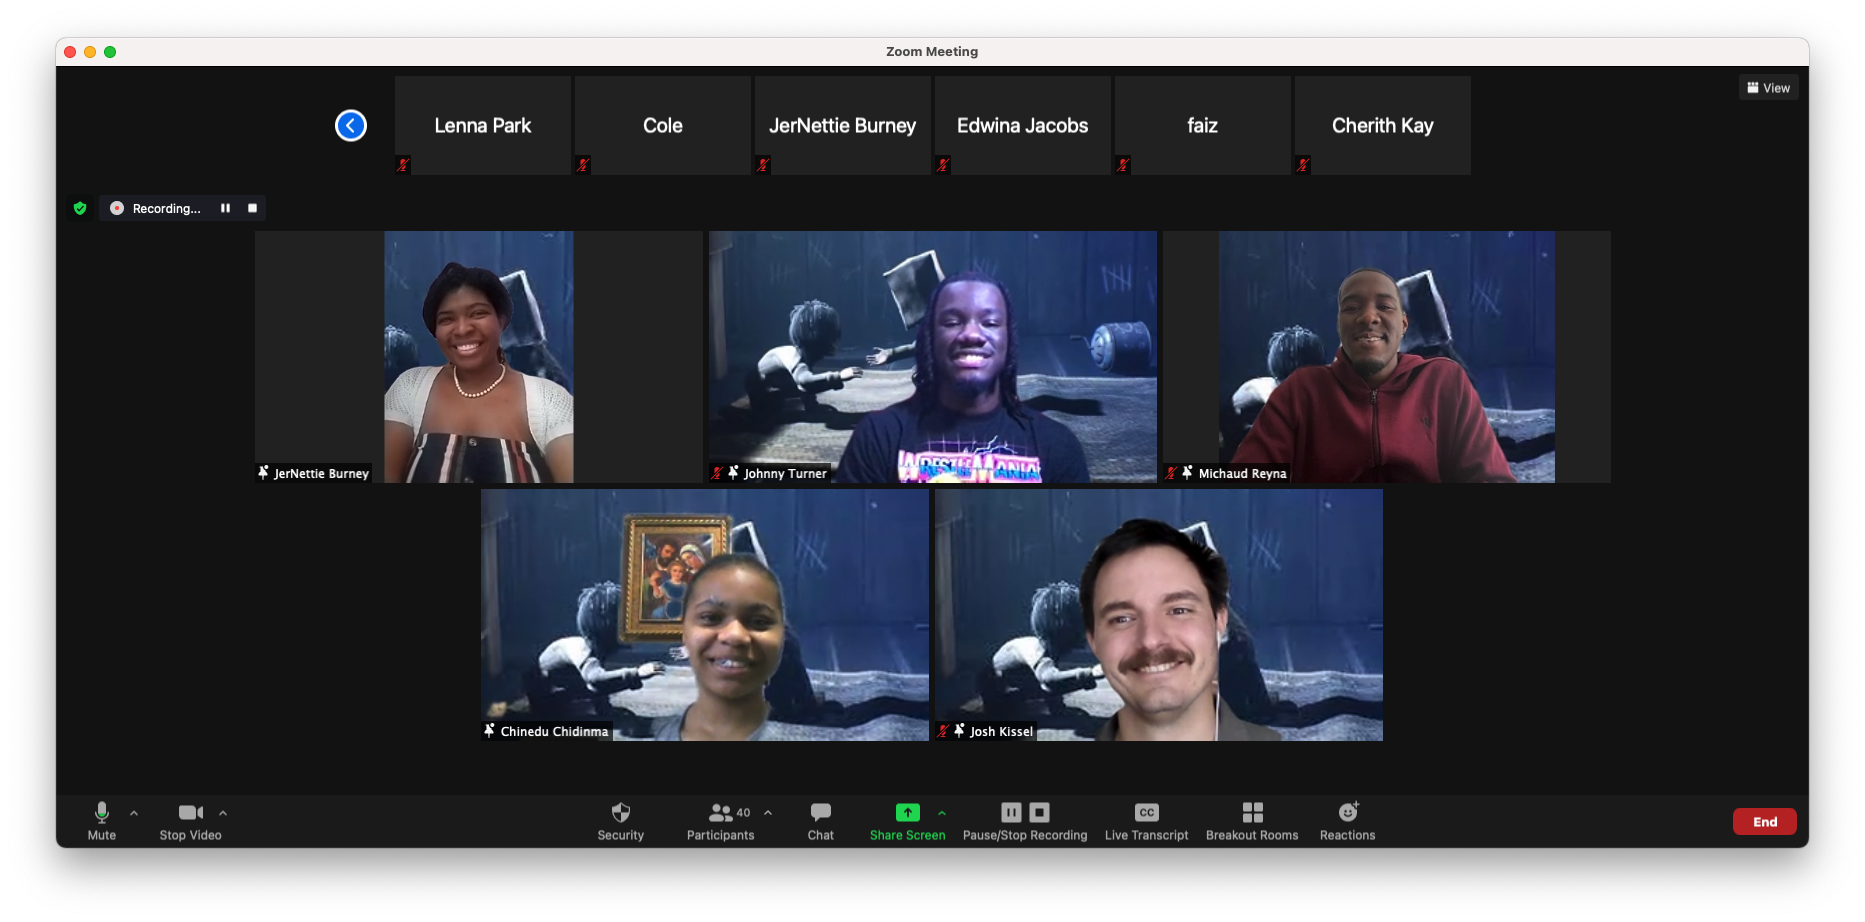 Zoom Meeting
View
Lenna Park
Cole
JerNettie Burney
Edwina Jacobs
faiz
Cherith Kay
Recording...
JerNettie Burney
Johnny Turner
Michaud Reyna
WRESTLEMANIA
Chinedu Chidinma
Josh Kissel
Mute
Stop Video
Security
Participants
40
Chat
Share Screen
Pause/Stop Recording
CC
Live Transcript
Breakout Rooms
Reactions
End